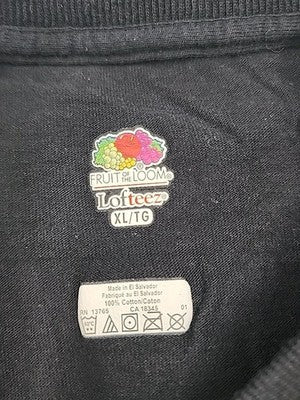 FRUIT OF THE LOOM®
Lofteez®
XL/TG
Made in El Salvador
Fabriqué au El Salvador
100% Cotton/Coton
RN 13765 CA 18345 01